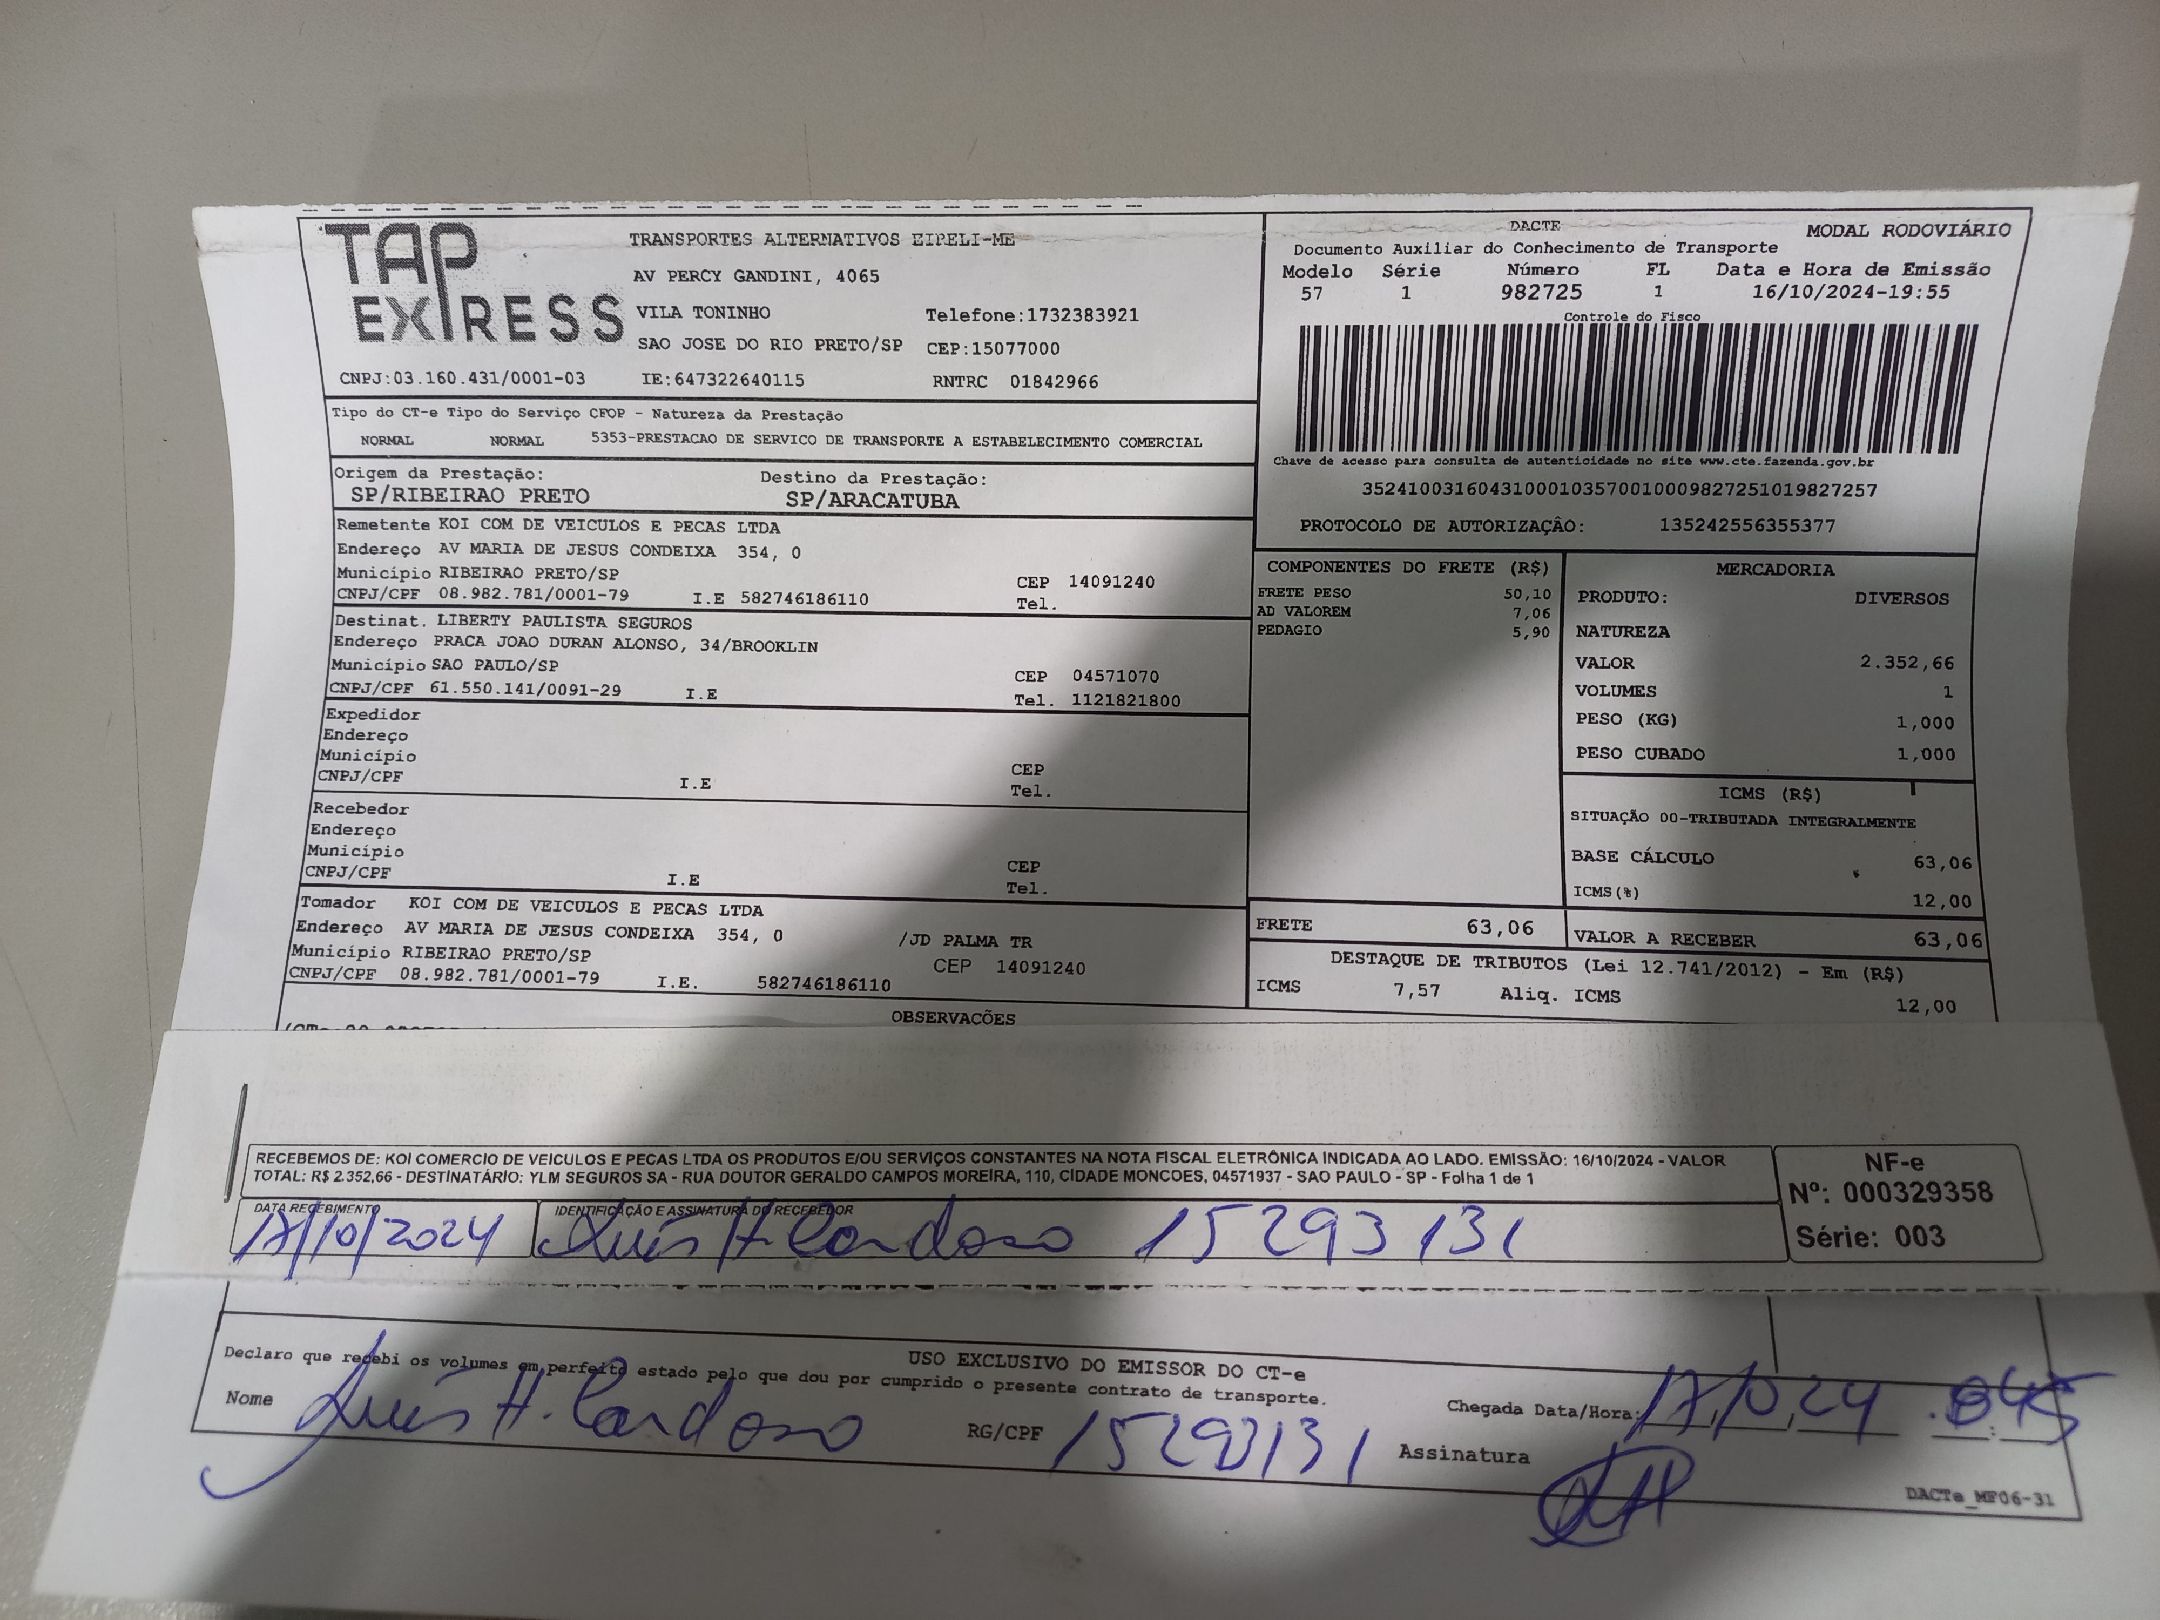 TAP EXPRESS
TRANSPORTES ALTERNATIVOS EIRELI-ME
AV PERCY GANDINI, 4065
VILA TONINHO Telefone:1732383921
SAO JOSE DO RIO PRETO/SP CEP:15077000
CNPJ:03.160.431/0001-03 IE:647322640115 RNTRC 01842966
DACTE MODAL RODOVIÁRIO
Documento Auxiliar do Conhecimento de Transporte
Modelo Série Número FL Data e Hora de Emissão
57 1 982725 1 16/10/2024-19:55
Controle do Fisco
Chave de acesso para consulta de autenticidade no site www.cte.fazenda.gov.br
35241003160431000103570010009827251019827257
PROTOCOLO DE AUTORIZAÇÃO: 135242556355377
Tipo do CT-e Tipo do Serviço CFOP - Natureza da Prestação
NORMAL NORMAL 5353-PRESTACAO DE SERVICO DE TRANSPORTE A ESTABELECIMENTO COMERCIAL
Origem da Prestação: Destino da Prestação:
SP/RIBEIRAO PRETO SP/ARACATUBA
Remetente KOI COM DE VEICULOS E PECAS LTDA
Endereço AV MARIA DE JESUS CONDEIXA 354, 0
Município RIBEIRAO PRETO/SP CEP 14091240
CNPJ/CPF 08.982.781/0001-79 I.E 582746186110 Tel.
Destinat. LIBERTY PAULISTA SEGUROS
Endereço PRACA JOAO DURAN ALONSO, 34/BROOKLIN
Município SAO PAULO/SP CEP 04571070
CNPJ/CPF 61.550.141/0091-29 I.E Tel. 1121821800
Expedidor
Endereço
Município CEP
CNPJ/CPF I.E Tel.
Recebedor
Endereço
Município CEP
CNPJ/CPF I.E Tel.
Tomador KOI COM DE VEICULOS E PECAS LTDA
Endereço AV MARIA DE JESUS CONDEIXA 354, 0 /JD PALMA TR
Município RIBEIRAO PRETO/SP CEP 14091240
CNPJ/CPF 08.982.781/0001-79 I.E. 582746186110
COMPONENTES DO FRETE (R$)
FRETE PESO 50,10
AD VALOREM 7,06
PEDAGIO 5,90
MERCADORIA
PRODUTO: DIVERSOS
NATUREZA
VALOR 2.352,66
VOLUMES 1
PESO (KG) 1,000
PESO CUBADO 1,000
ICMS (R$)
SITUAÇÃO 00-TRIBUTADA INTEGRALMENTE
BASE CÁLCULO 63,06
ICMS(%) 12,00
FRETE 63,06 VALOR A RECEBER 63,06
DESTAQUE DE TRIBUTOS (Lei 12.741/2012) - Em (R$)
ICMS 7,57 Aliq. ICMS 12,00
OBSERVACÕES
RECEBEMOS DE: KOI COMERCIO DE VEICULOS E PECAS LTDA OS PRODUTOS E/OU SERVIÇOS CONSTANTES NA NOTA FISCAL ELETRÔNICA INDICADA AO LADO. EMISSÃO: 16/10/2024 - VALOR
TOTAL: R$ 2.352,66 - DESTINATÁRIO: YLM SEGUROS SA - RUA DOUTOR GERALDO CAMPOS MOREIRA, 110, CIDADE MONCOES, 04571937 - SAO PAULO - SP - Folha 1 de 1
NF-e
Nº: 000329358
Série: 003
DATA RECEBIMENTO IDENTIFICAÇÃO E ASSINATURA DO RECEBEDOR
17/10/2024 Luis H. Cardoso 15293131
USO EXCLUSIVO DO EMISSOR DO CT-e
Declaro que recebi os volumes em perfeito estado pelo que dou por cumprido o presente contrato de transporte.
Nome Luis H. Cardoso RG/CPF 15293131 Chegada Data/Hora: 17/10/24
Assinatura
DACTe_MF06-31